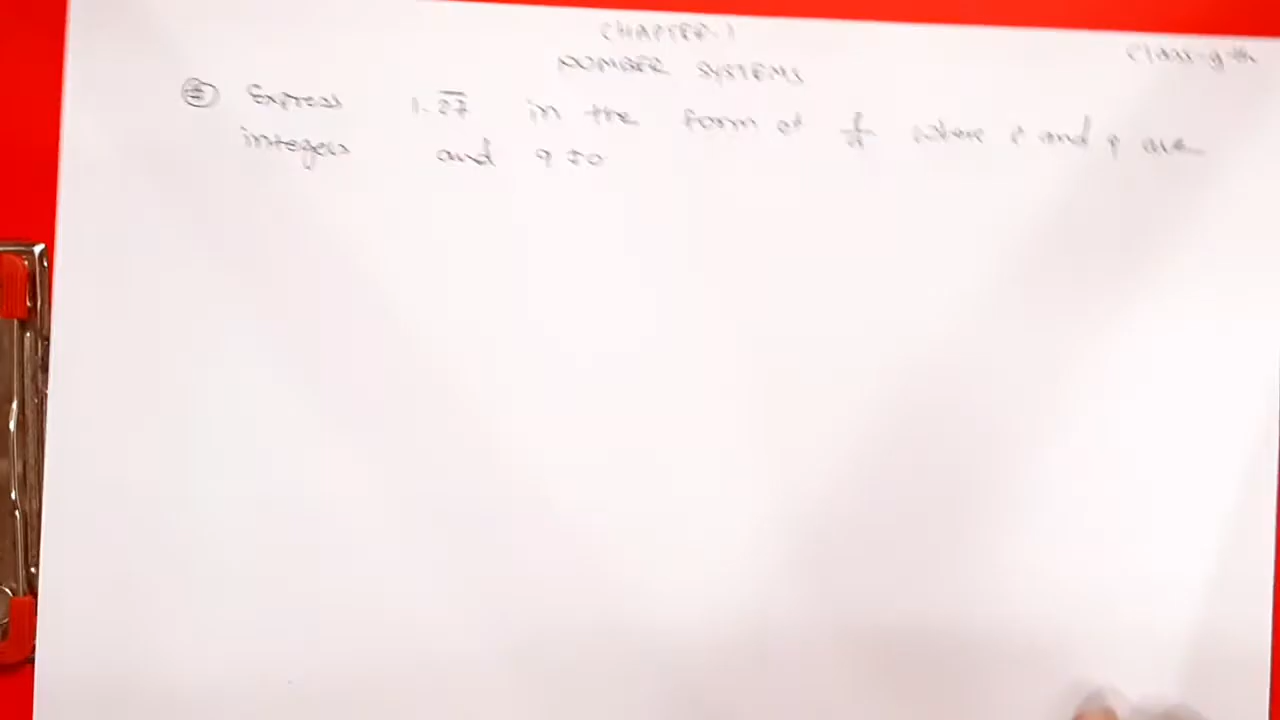 CHAPTER-1
Class-9th
NUMBER SYSTEMS
Express 1.2̅7̅ in the form of p/q where p and q are
integers and q ≠ 0